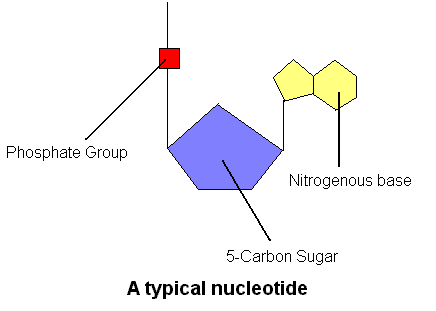 Phosphate Group
Nitrogenous base
5-Carbon Sugar
A typical nucleotide